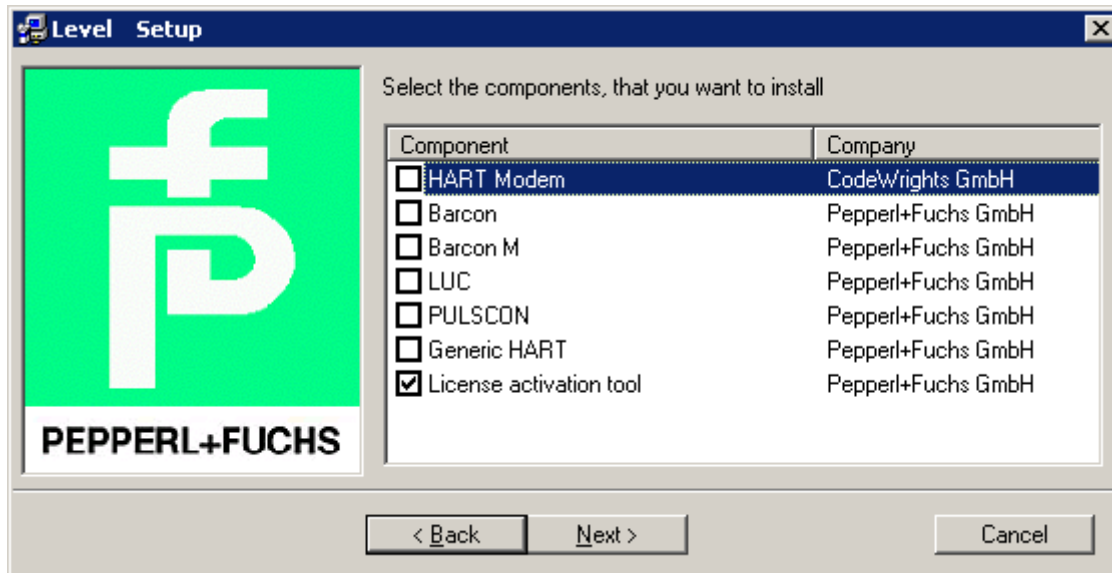 Level Setup
Select the components, that you want to install
Component Company
HART Modem CodeWrights GmbH
Barcon Pepperl+Fuchs GmbH
Barcon M Pepperl+Fuchs GmbH
LUC Pepperl+Fuchs GmbH
PULSCON Pepperl+Fuchs GmbH
Generic HART Pepperl+Fuchs GmbH
License activation tool Pepperl+Fuchs GmbH
PEPPERL+FUCHS
< Back Next > Cancel